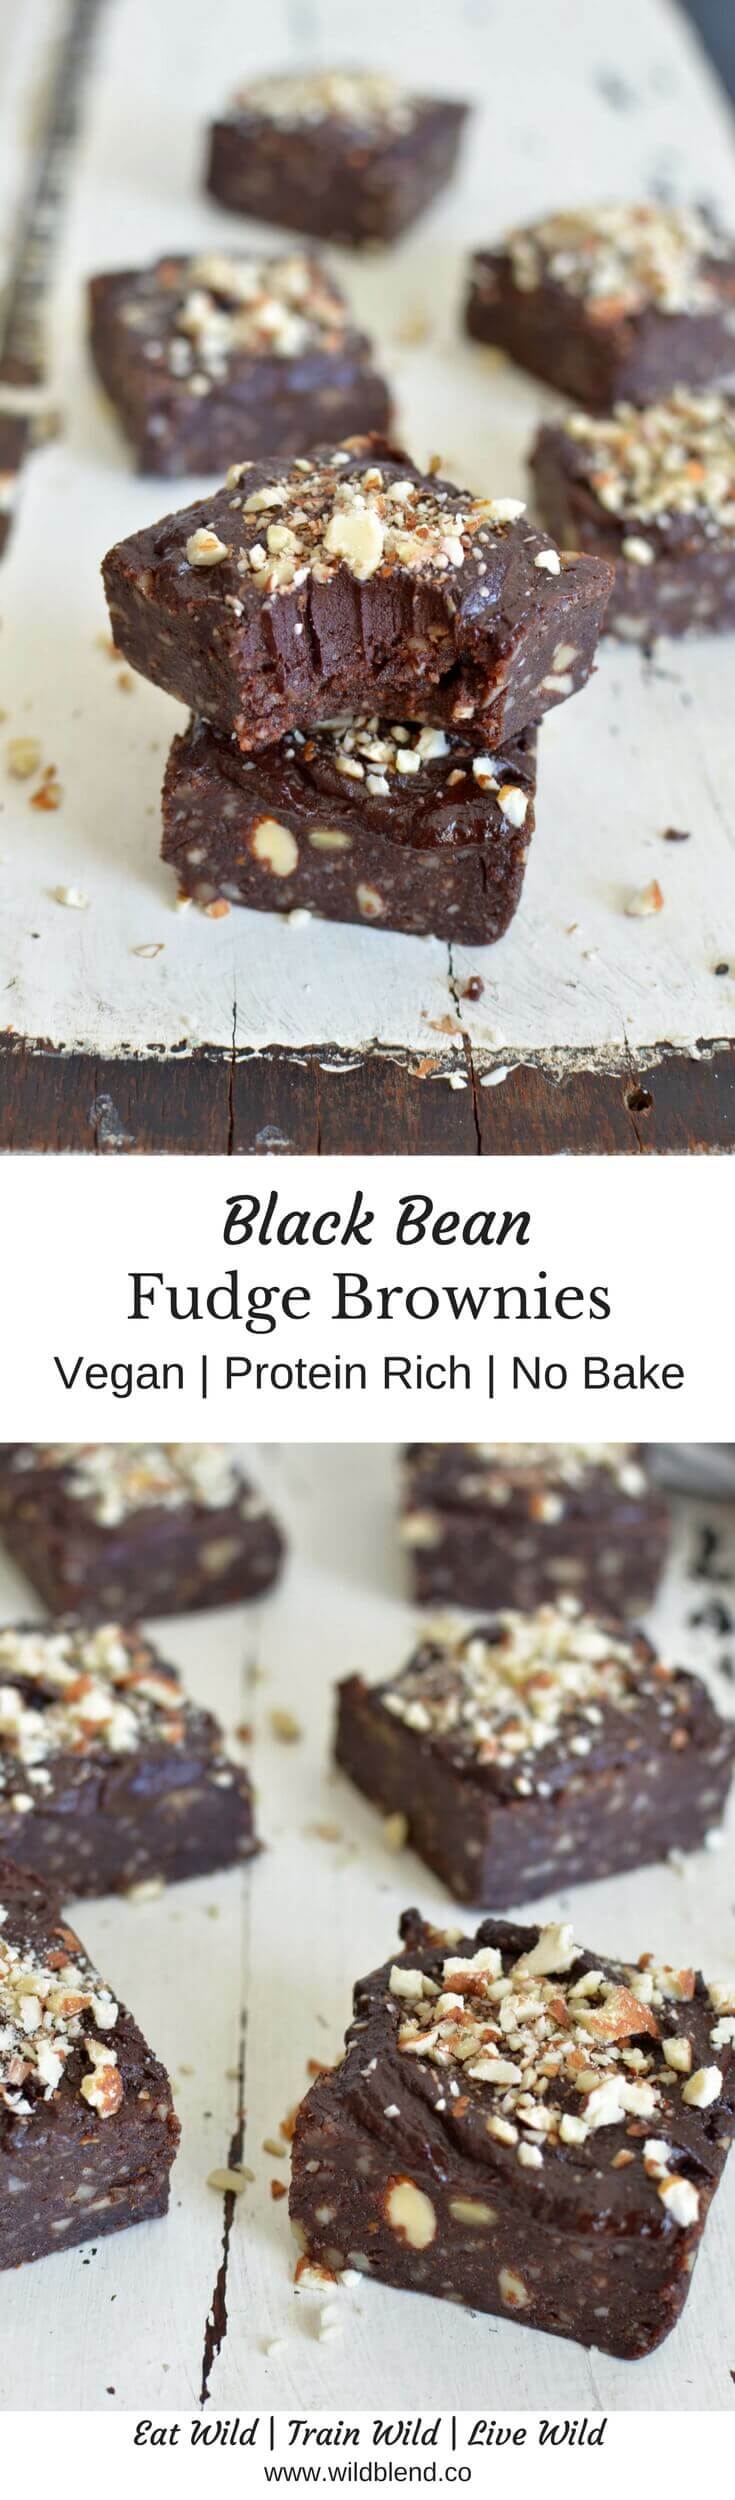 Black Bean
Fudge Brownies
Vegan | Protein Rich | No Bake
Eat Wild | Train Wild | Live Wild
www.wildblend.co